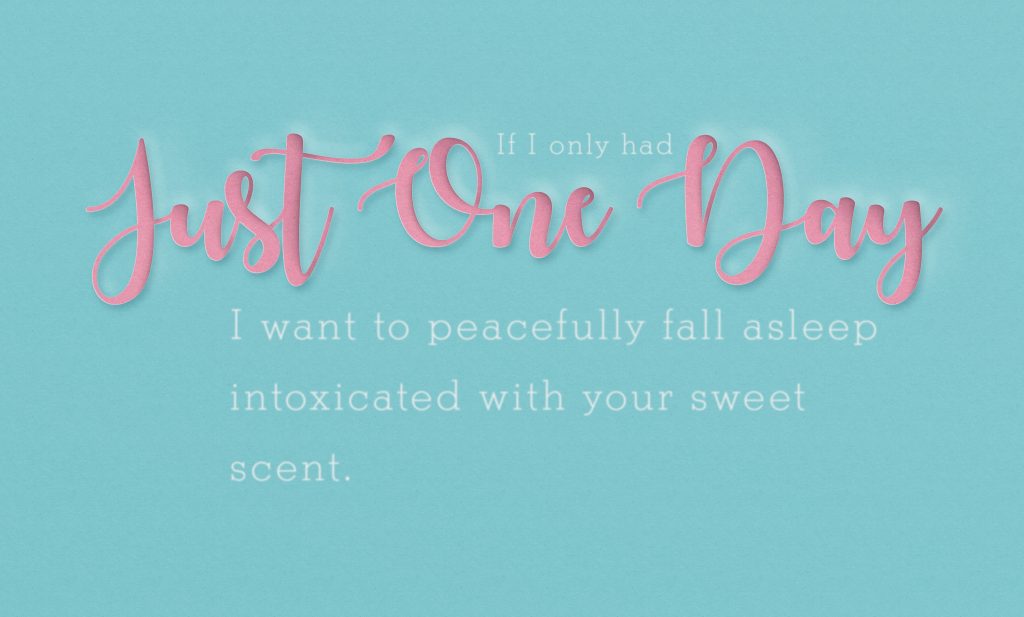 If I only had
Just One Day
I want to peacefully fall asleep
intoxicated with your sweet
scent.